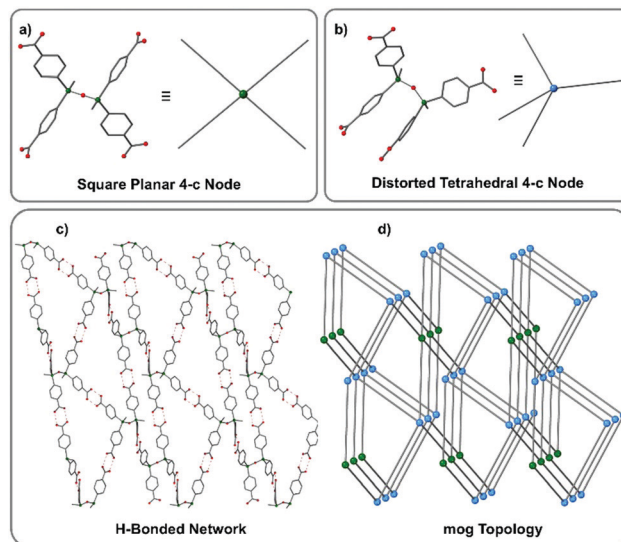 a)
≡
Square Planar 4-c Node
b)
≡
Distorted Tetrahedral 4-c Node
c)
H-Bonded Network
d)
mog Topology